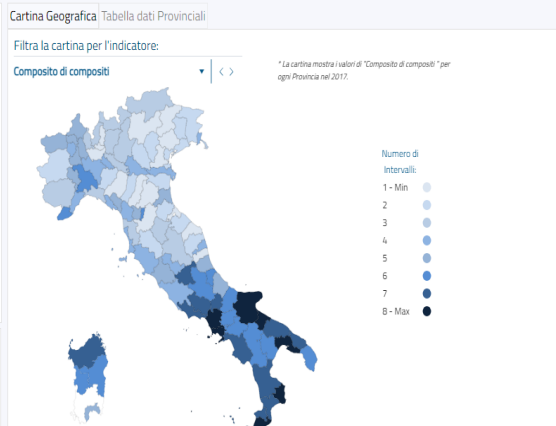 Cartina Geografica Tabella dati Provinciali
Filtra la cartina per l'indicatore:
Composito di compositi
* La cartina mostra i valori di "Composito di compositi " per
ogni Provincia nel 2017.
Numero di
Intervalli:
1 - Min
2
3
4
5
6
7
8 - Max